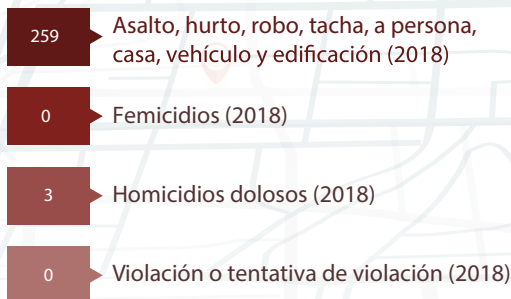 259
Asalto, hurto, robo, tacha, a persona,
casa, vehículo y edificación (2018)
0
Femicidios (2018)
3
Homicidios dolosos (2018)
0
Violación o tentativa de violación (2018)